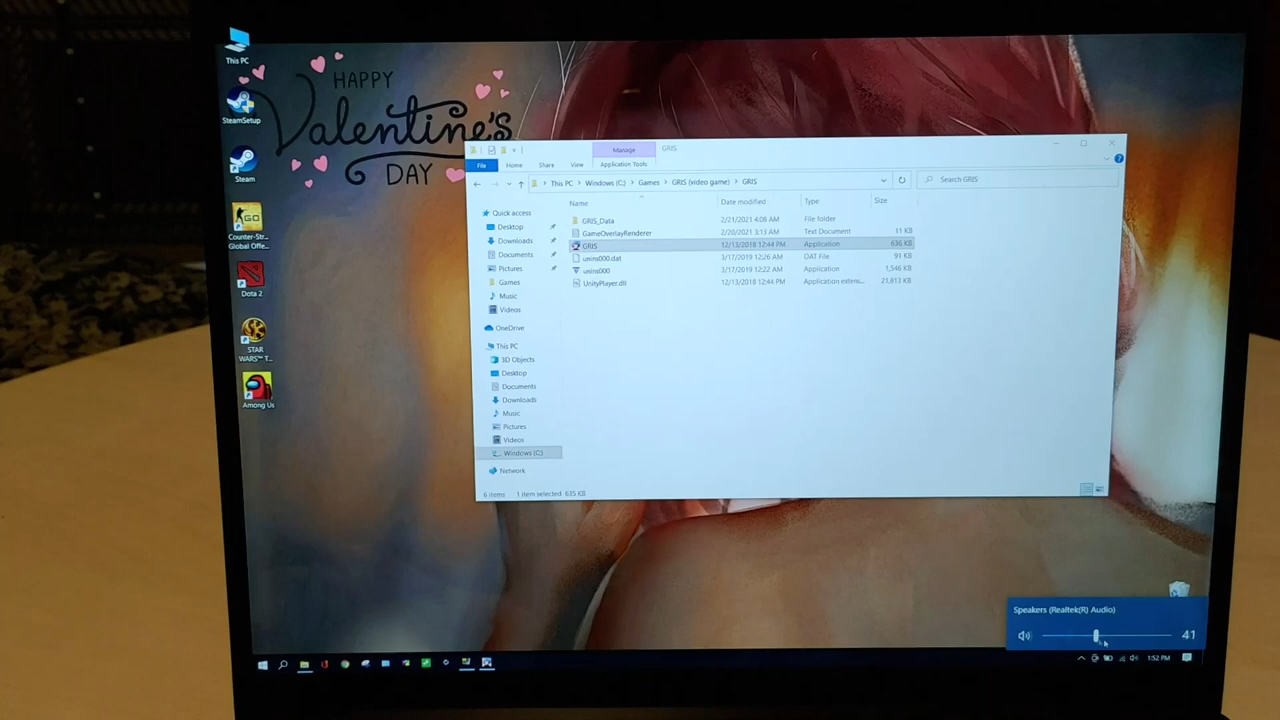 This PC
HAPPY
Valentine's
DAY
SteamSetup
Steam
Counter-Str...
Global Offe...
Dota 2
STAR
WARS™ T...
Among Us
Manage
GRIS
File
Home
Share
View
Application Tools
This PC
Windows (C:)
Games
GRIS (video game)
GRIS
Search GRIS
Name
Date modified
Type
Size
GRIS_Data
2/21/2021 4:08 AM
File folder
GameOverlayRenderer
2/20/2021 3:13 AM
Text Document
11 KB
GRIS
12/13/2018 12:44 PM
Application
636 KB
unins000.dat
3/17/2019 12:26 AM
DAT File
91 KB
unins000
3/17/2019 12:22 AM
Application
1,546 KB
UnityPlayer.dll
12/13/2018 12:44 PM
Application extens...
21,813 KB
Quick access
Desktop
Downloads
Documents
Pictures
Games
Music
Videos
OneDrive
This PC
3D Objects
Desktop
Documents
Downloads
Music
Pictures
Videos
Windows (C:)
Network
6 items
1 item selected 635 KB
Speakers (Realtek(R) Audio)
41
1:52 PM